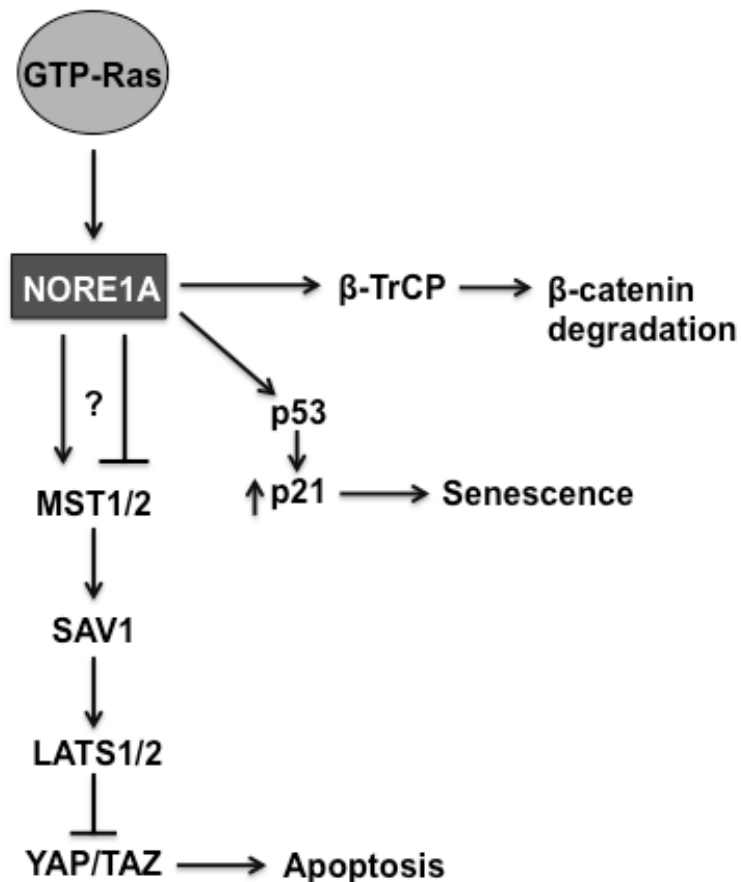 GTP-Ras
NORE1A
β-TrCP
β-catenin
degradation
?
p53
p21
Senescence
MST1/2
SAV1
LATS1/2
YAP/TAZ
Apoptosis